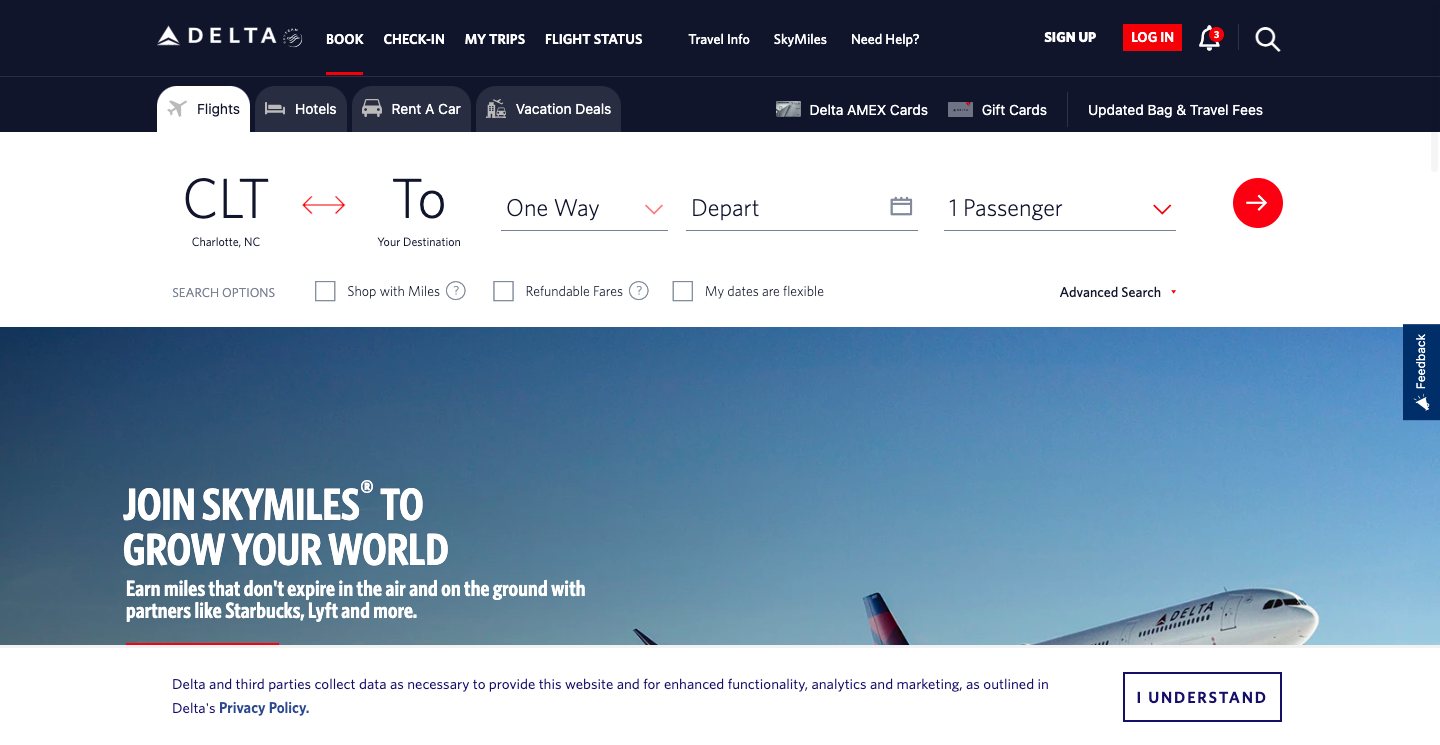 DELTA
BOOK CHECK-IN MY TRIPS FLIGHT STATUS Travel Info SkyMiles Need Help? SIGN UP LOG IN 3
Flights Hotels Rent A Car Vacation Deals Delta AMEX Cards Gift Cards Updated Bag & Travel Fees
CLT To One Way Depart 1 Passenger
Charlotte, NC Your Destination
SEARCH OPTIONS Shop with Miles ? Refundable Fares ? My dates are flexible Advanced Search
Feedback
JOIN SKYMILES® TO
GROW YOUR WORLD
Earn miles that don't expire in the air and on the ground with
partners like Starbucks, Lyft and more.
DELTA
Delta and third parties collect data as necessary to provide this website and for enhanced functionality, analytics and marketing, as outlined in
Delta's Privacy Policy.
I UNDERSTAND